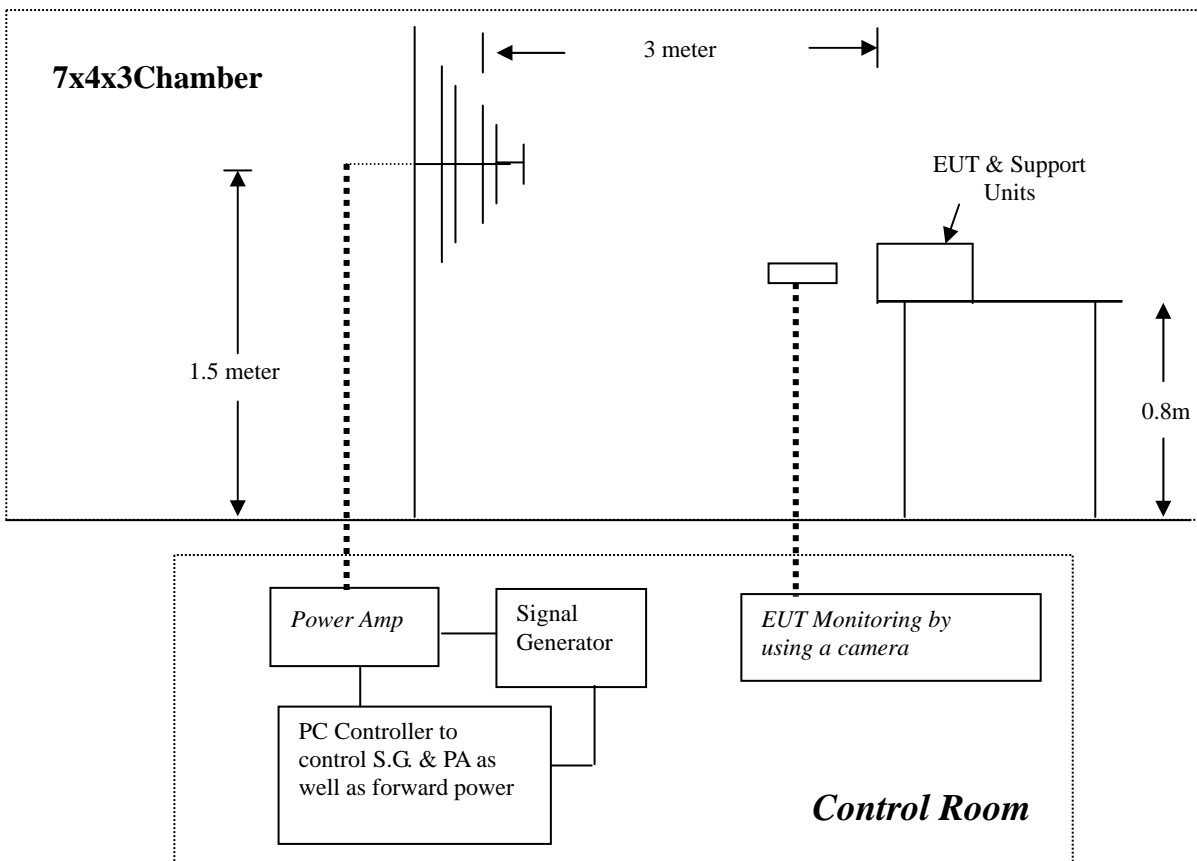 3 meter
7x4x3Chamber
EUT & Support
Units
1.5 meter
0.8m
Power Amp
Signal
Generator
EUT Monitoring by
using a camera
PC Controller to
control S.G. & PA as
well as forward power
Control Room